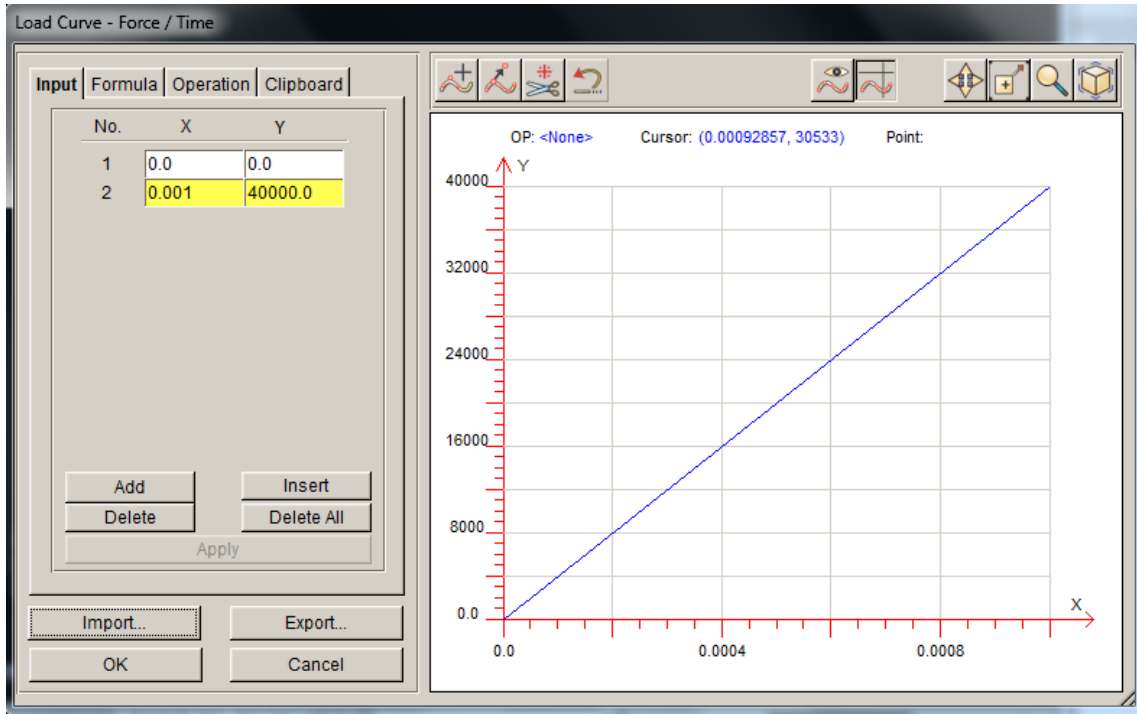 Load Curve - Force / Time
Input Formula Operation Clipboard
No. X Y
1 0.0 0.0
2 0.001 40000.0
Add Insert
Delete Delete All
Apply
Import... Export...
OK Cancel
OP: <None> Cursor: (0.00092857, 30533) Point:
Y
40000
32000
24000
16000
8000
0.0
X
0.0 0.0004 0.0008